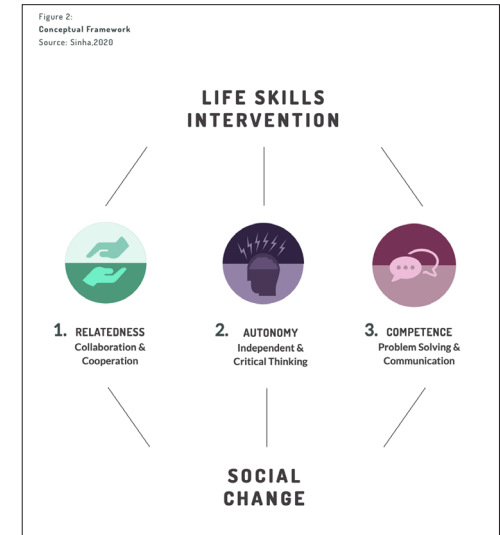 Figure 2:
Conceptual Framework
Source: Sinha,2020
LIFE SKILLS
INTERVENTION
1. RELATEDNESS
Collaboration &
Cooperation
2. AUTONOMY
Independent &
Critical Thinking
3. COMPETENCE
Problem Solving &
Communication
SOCIAL
CHANGE